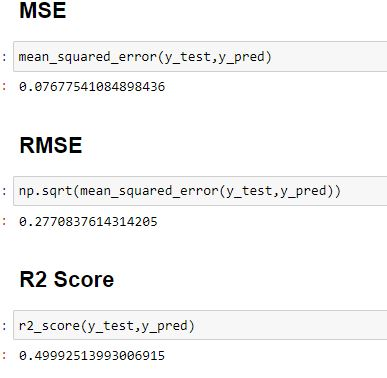 MSE
: mean_squared_error(y_test,y_pred)
: 0.07677541084898436
RMSE
: np.sqrt(mean_squared_error(y_test,y_pred))
: 0.2770837614314205
R2 Score
: r2_score(y_test,y_pred)
: 0.49992513993006915